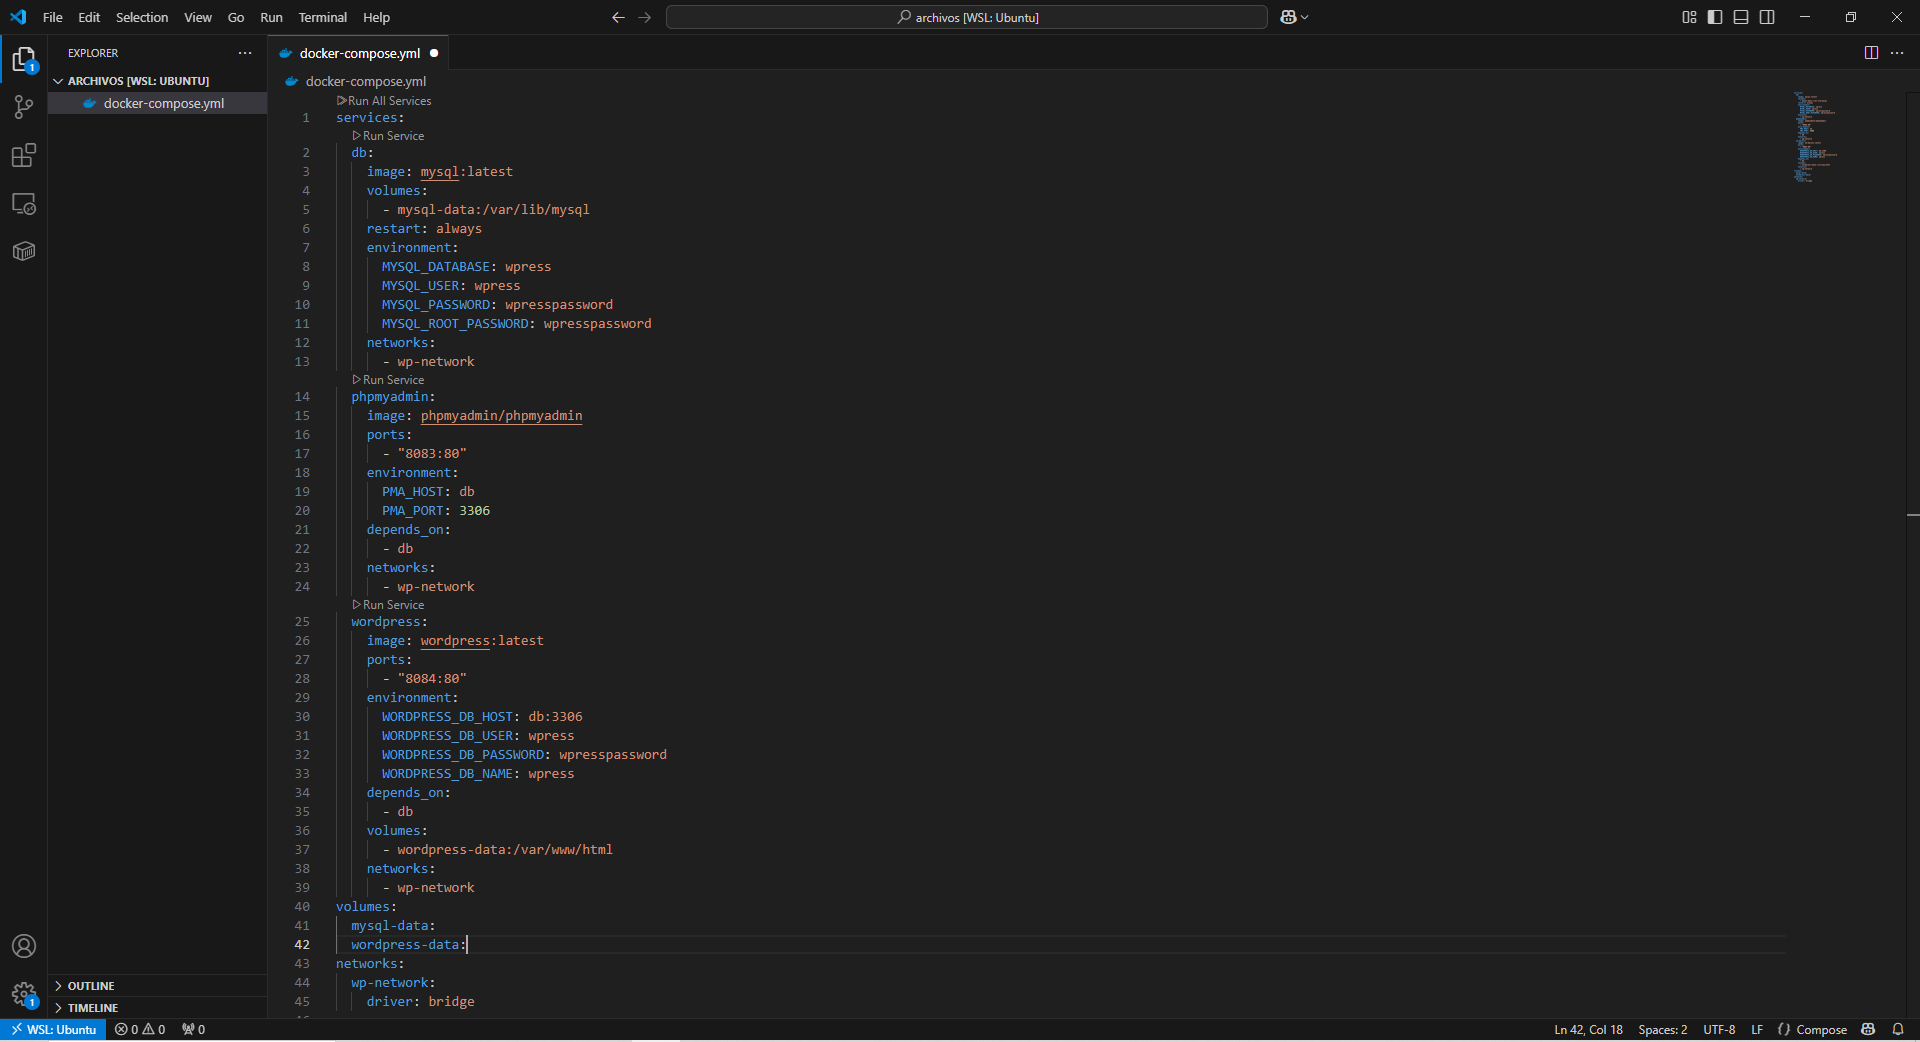 File Edit Selection View Go Run Terminal Help
archivos [WSL: Ubuntu]
EXPLORER
ARCHIVOS [WSL: UBUNTU]
docker-compose.yml
docker-compose.yml
docker-compose.yml
Run All Services
1 services:
Run Service
2 db:
3 image: mysql:latest
4 volumes:
5 - mysql-data:/var/lib/mysql
6 restart: always
7 environment:
8 MYSQL_DATABASE: wpress
9 MYSQL_USER: wpress
10 MYSQL_PASSWORD: wpresspassword
11 MYSQL_ROOT_PASSWORD: wpresspassword
12 networks:
13 - wp-network
Run Service
14 phpmyadmin:
15 image: phpmyadmin/phpmyadmin
16 ports:
17 - "8083:80"
18 environment:
19 PMA_HOST: db
20 PMA_PORT: 3306
21 depends_on:
22 - db
23 networks:
24 - wp-network
Run Service
25 wordpress:
26 image: wordpress:latest
27 ports:
28 - "8084:80"
29 environment:
30 WORDPRESS_DB_HOST: db:3306
31 WORDPRESS_DB_USER: wpress
32 WORDPRESS_DB_PASSWORD: wpresspassword
33 WORDPRESS_DB_NAME: wpress
34 depends_on:
35 - db
36 volumes:
37 - wordpress-data:/var/www/html
38 networks:
39 - wp-network
40 volumes:
41 mysql-data:
42 wordpress-data:
43 networks:
44 wp-network:
45 driver: bridge
1
1
OUTLINE
TIMELINE
WSL: Ubuntu 0 0 0 Ln 42, Col 18 Spaces: 2 UTF-8 LF {} Compose